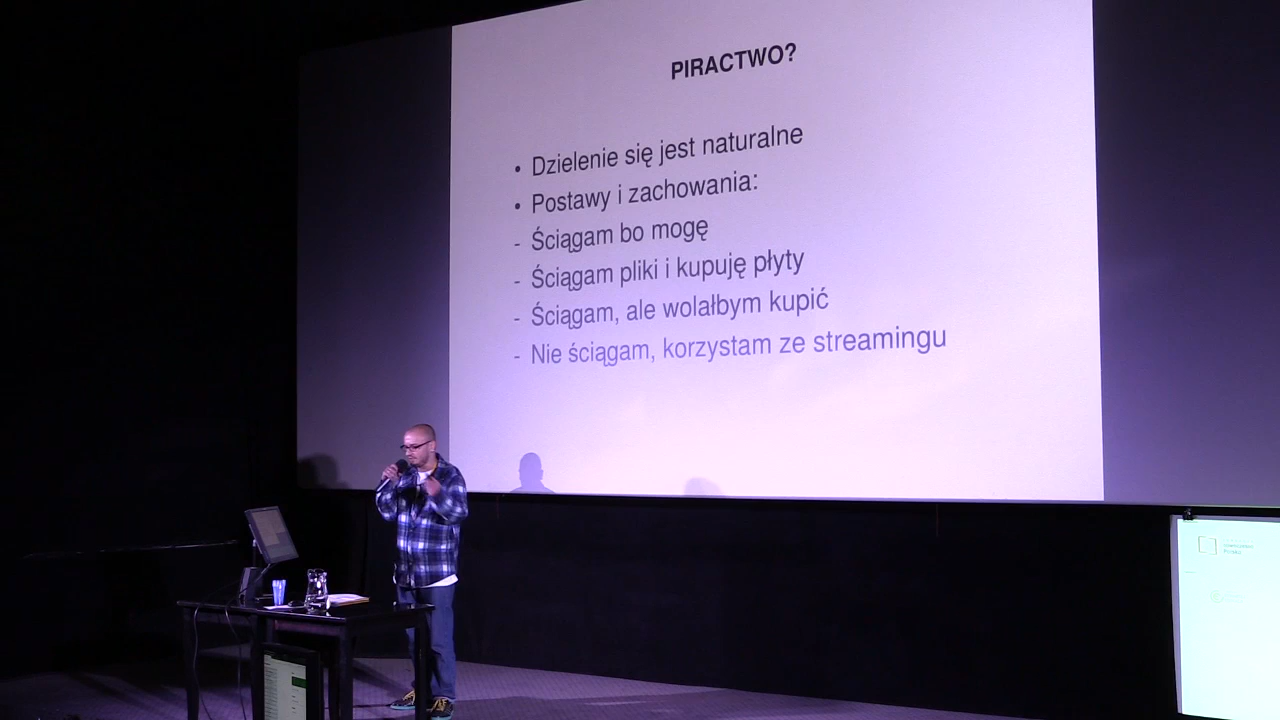 PIRACTWO?
• Dzielenie się jest naturalne
• Postawy i zachowania:
- Ściągam bo mogę
- Ściągam pliki i kupuję płyty
- Ściągam, ale wolałbym kupić
- Nie ściągam, korzystam ze streamingu